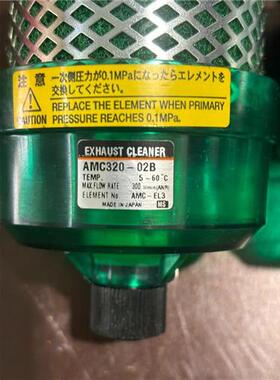 注意
一次側圧力が0.1MPaになったらエレメントを
交換してください。
CAUTION
REPLACE THE ELEMENT WHEN PRIMARY
PRESSURE REACHES 0.1MPa.
EXHAUST CLEANER
AMC320-02B
TEMP. 5-60°C
MAX.FLOW RATE 300
ELEMENT No. AMC-EL3
MADE IN JAPAN